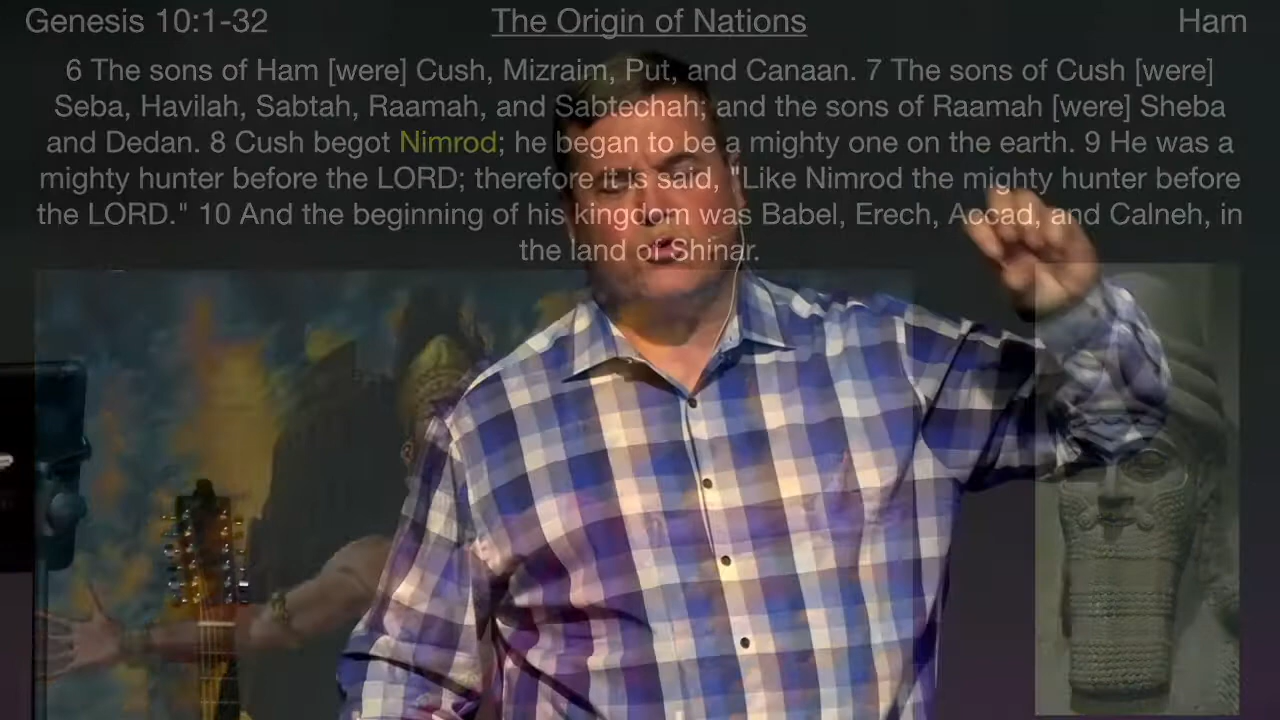 Genesis 10:1-32 The Origin of Nations Ham
6 The sons of Ham [were] Cush, Mizraim, Put, and Canaan. 7 The sons of Cush [were]
Seba, Havilah, Sabtah, Raamah, and Sabtechah; and the sons of Raamah [were] Sheba
and Dedan. 8 Cush begot Nimrod; he began to be a mighty one on the earth. 9 He was a
mighty hunter before the LORD; therefore it is said, "Like Nimrod the mighty hunter before
the LORD." 10 And the beginning of his kingdom was Babel, Erech, Accad, and Calneh, in
the land of Shinar.